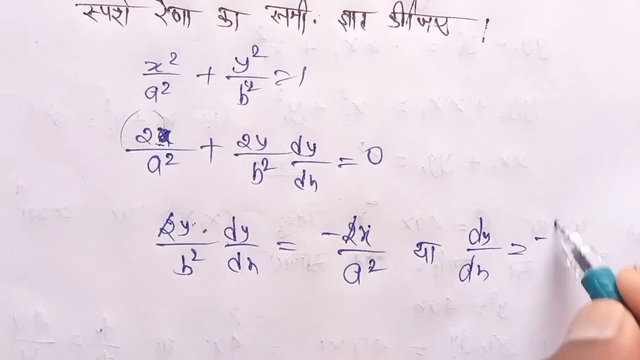 स्पर्श रेखा का समी. ज्ञात कीजिए !
x²/a² + y²/b² = 1
2x/a² + 2y/b² dy/dx = 0
2y/b² · dy/dx = -2x/a² या dy/dx = -